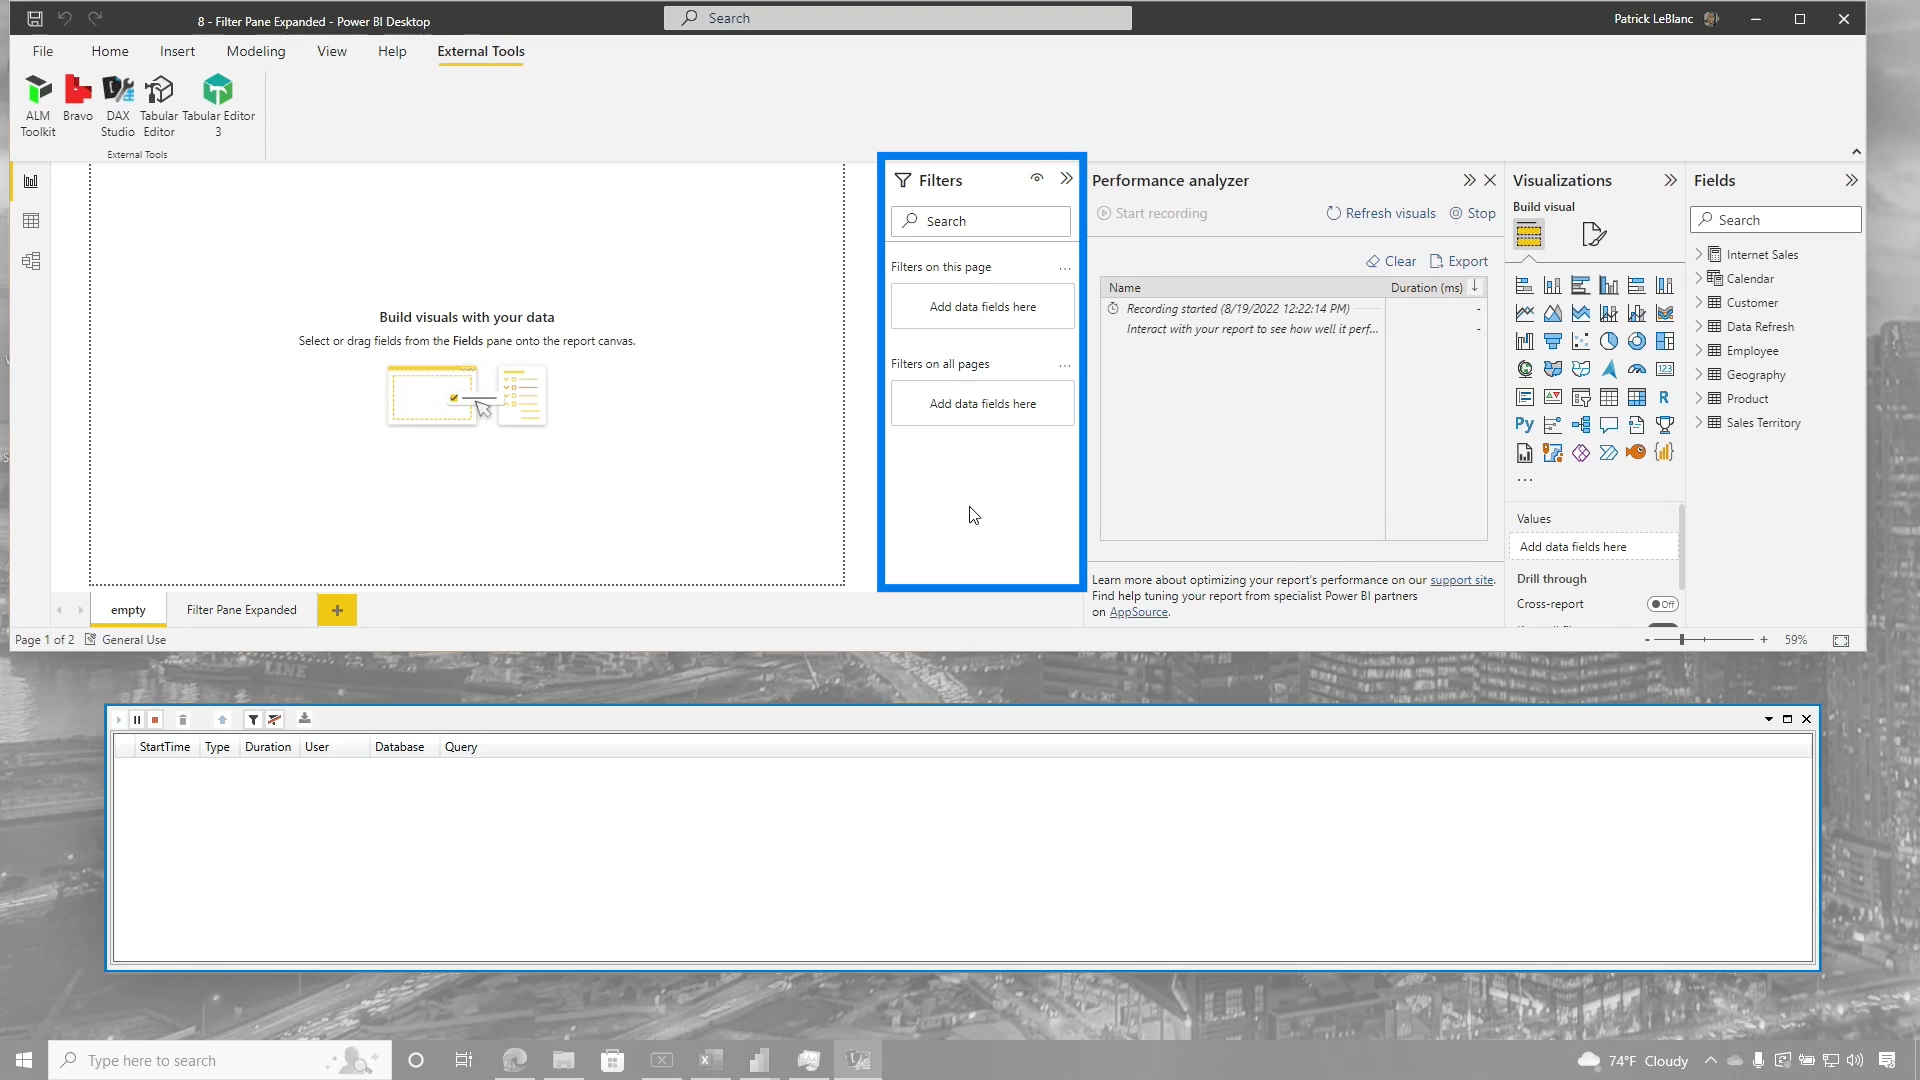 8 - Filter Pane Expanded - Power BI Desktop
Search
Patrick LeBlanc
File
Home
Insert
Modeling
View
Help
External Tools
ALM
Toolkit
Bravo
DAX
Studio
Tabular
Editor
Tabular Editor
3
External Tools
Build visuals with your data
Select or drag fields from the Fields pane onto the report canvas.
Filters
Search
Filters on this page
...
Add data fields here
Filters on all pages
...
Add data fields here
Performance analyzer
Start recording
Refresh visuals
Stop
Clear
Export
Name
Duration (ms)
Recording started (8/19/2022 12:22:14 PM)
-
Interact with your report to see how well it perf...
-
Learn more about optimizing your report's performance on our support site.
Find help tuning your report from specialist Power BI partners
on AppSource.
Visualizations
Build visual
123
R
Py
...
Values
Add data fields here
Drill through
Cross-report
Off
Fields
Search
Internet Sales
Calendar
Customer
Data Refresh
Employee
Geography
Product
Sales Territory
empty
Filter Pane Expanded
+
Page 1 of 2
General Use
-
+
59%
LINE
StartTime
Type
Duration
User
Database
Query
Type here to search
74°F Cloudy